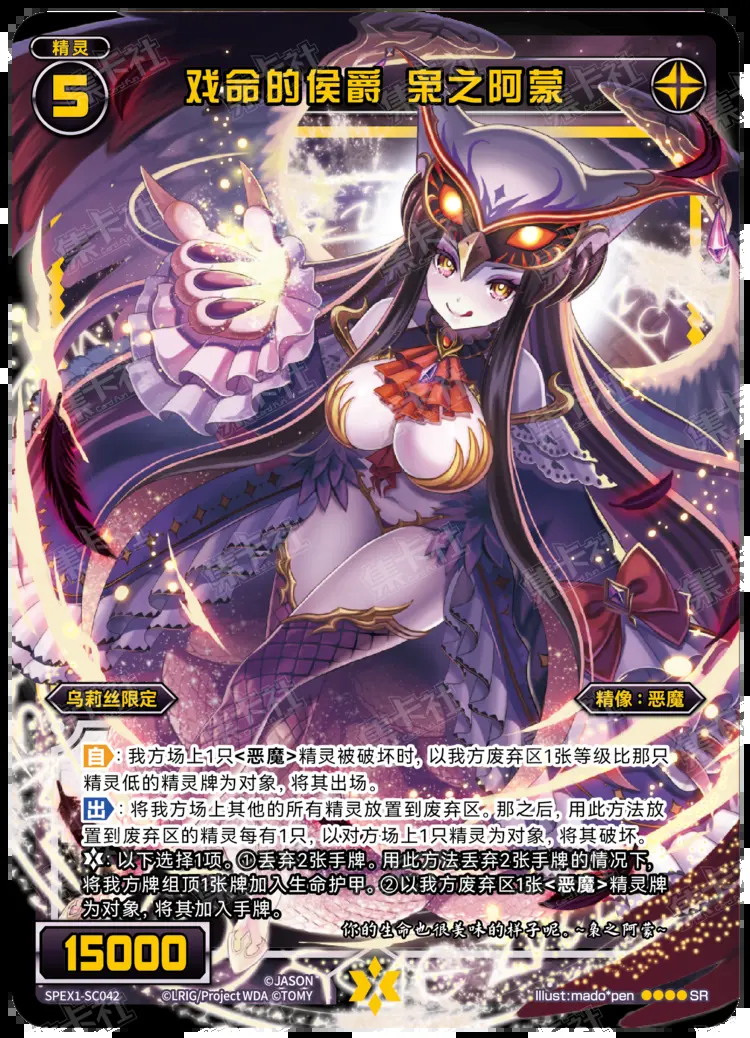 精灵
5
戏命的侯爵 枭之阿蒙
乌莉丝限定
精像：恶魔
自：我方场上1只<恶魔>精灵被破坏时，以我方废弃区1张等级比那只
精灵低的精灵牌为对象，将其出场。
出：将我方场上其他的所有精灵放置到废弃区。那之后，用此方法放
置到废弃区的精灵每有1只，以对方场上1只精灵为对象，将其破坏。
：以下选择1项。①丢弃2张手牌。用此方法丢弃2张手牌的情况下，
将我方牌组顶1张牌加入生命护甲。②以我方废弃区1张<恶魔>精灵牌
为对象，将其加入手牌。
你的生命也很美味的样子呢。~枭之阿蒙~
15000
©JASON
SPEX1-SC042
©LRIG/Project WDA ©TOMY
Illust:mado*pen
SR
集卡社